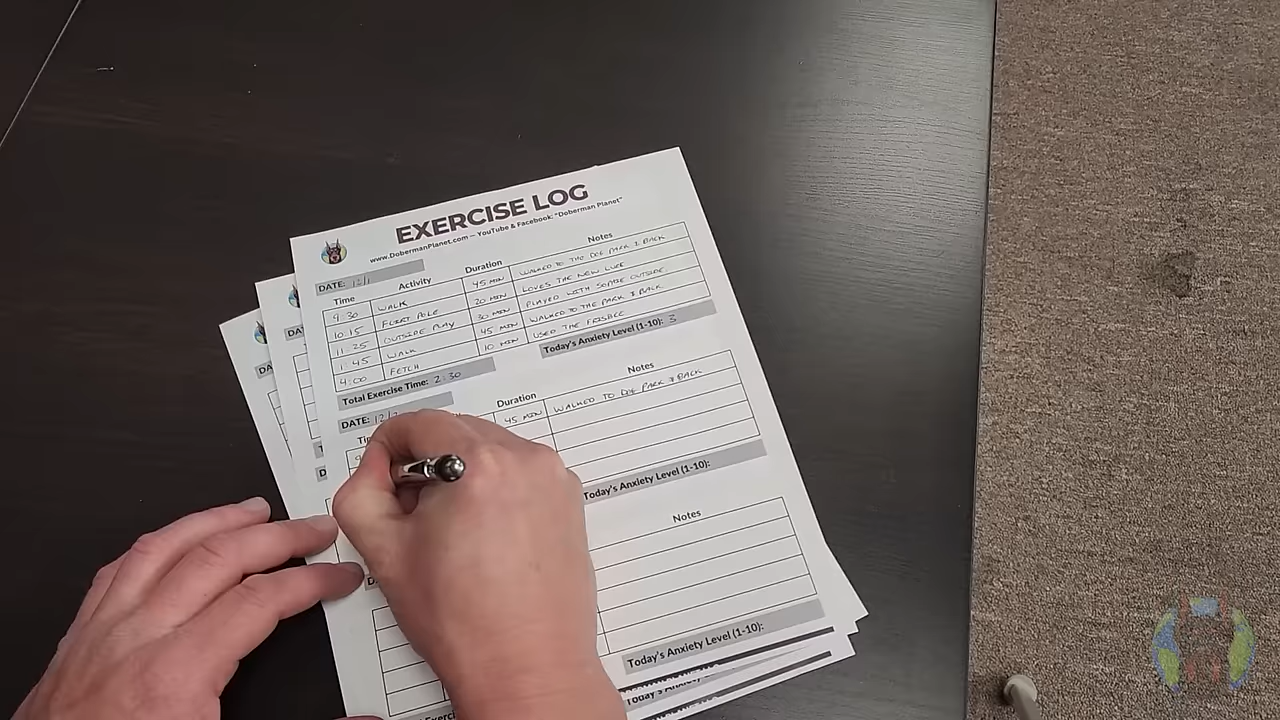 EXERCISE LOG
www.DobermanPlanet.com — YouTube & Facebook: "Doberman Planet"
DATE: 12/1
Time Activity Duration Notes
9:30 WALK 45 MIN WALKED TO THE DOG PARK & BACK
10:15 FLIRT POLE 20 MIN LOVES THE NEW LURE
11:25 OUTSIDE PLAY 30 MIN PLAYED WITH OUTSIDE
1:45 WALK 45 MIN WALKED TO THE PARK & BACK
4:00 FETCH 10 MIN USED THE FRISBEE
Total Exercise Time: 2:30 Today's Anxiety Level (1-10): 3
DATE: 12/2
Duration Notes
45 MIN WALKED TO DOG PARK & BACK
Today's Anxiety Level (1-10):
Notes
Today's Anxiety Level (1-10):